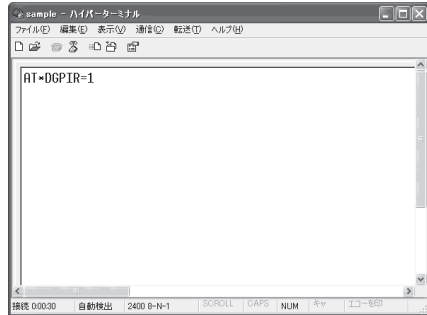 sample - ハイパーターミナル
ファイル(F) 編集(E) 表示(V) 通信(C) 転送(T) ヘルプ(H)
AT*DGPIR=1
接続 0:00:30 自動検出 2400 8-N-1 SCROLL CAPS NUM キャ エコーを印